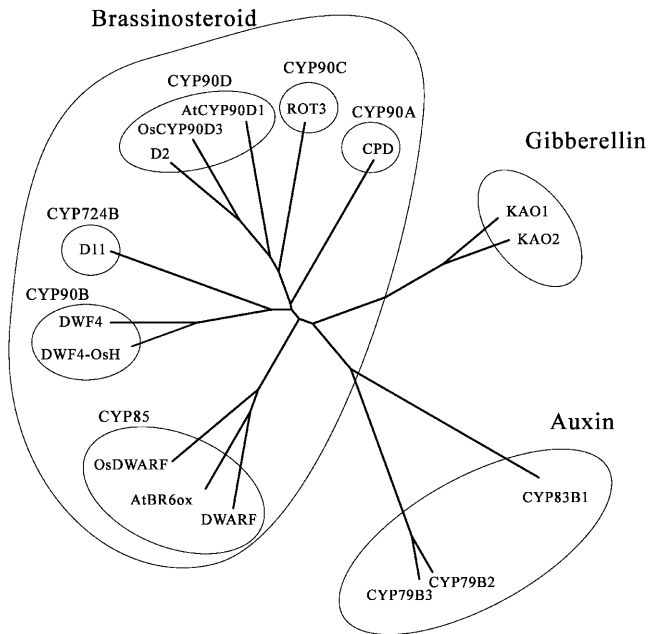 Brassinosteroid
CYP90D
CYP90C
AtCYP90D1
ROT3
CYP90A
OsCYP90D3
D2
CPD
Gibberellin
KAO1
KAO2
CYP724B
D11
CYP90B
DWF4
DWF4-OsH
CYP85
OsDWARF
AtBR6ox
DWARF
Auxin
CYP83B1
CYP79B2
CYP79B3